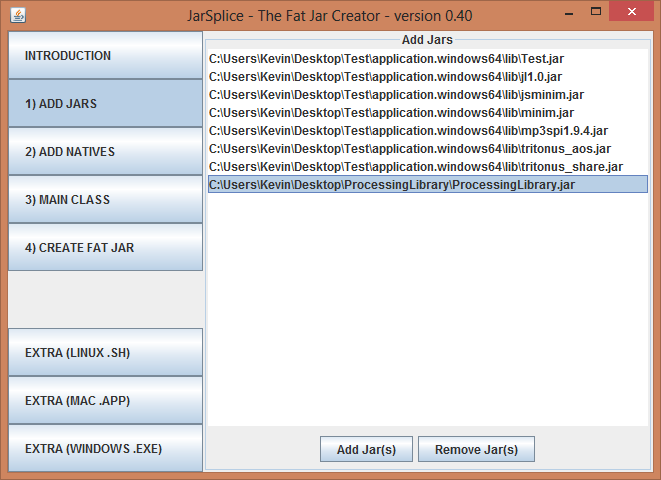 JarSplice - The Fat Jar Creator - version 0.40
INTRODUCTION
1) ADD JARS
2) ADD NATIVES
3) MAIN CLASS
4) CREATE FAT JAR
EXTRA (LINUX .SH)
EXTRA (MAC .APP)
EXTRA (WINDOWS .EXE)
Add Jars
C:\Users\Kevin\Desktop\Test\application.windows64\lib\Test.jar
C:\Users\Kevin\Desktop\Test\application.windows64\lib\jl1.0.jar
C:\Users\Kevin\Desktop\Test\application.windows64\lib\jsminim.jar
C:\Users\Kevin\Desktop\Test\application.windows64\lib\minim.jar
C:\Users\Kevin\Desktop\Test\application.windows64\lib\mp3spi1.9.4.jar
C:\Users\Kevin\Desktop\Test\application.windows64\lib\tritonus_aos.jar
C:\Users\Kevin\Desktop\Test\application.windows64\lib\tritonus_share.jar
C:\Users\Kevin\Desktop\ProcessingLibrary\ProcessingLibrary.jar
Add Jar(s)
Remove Jar(s)